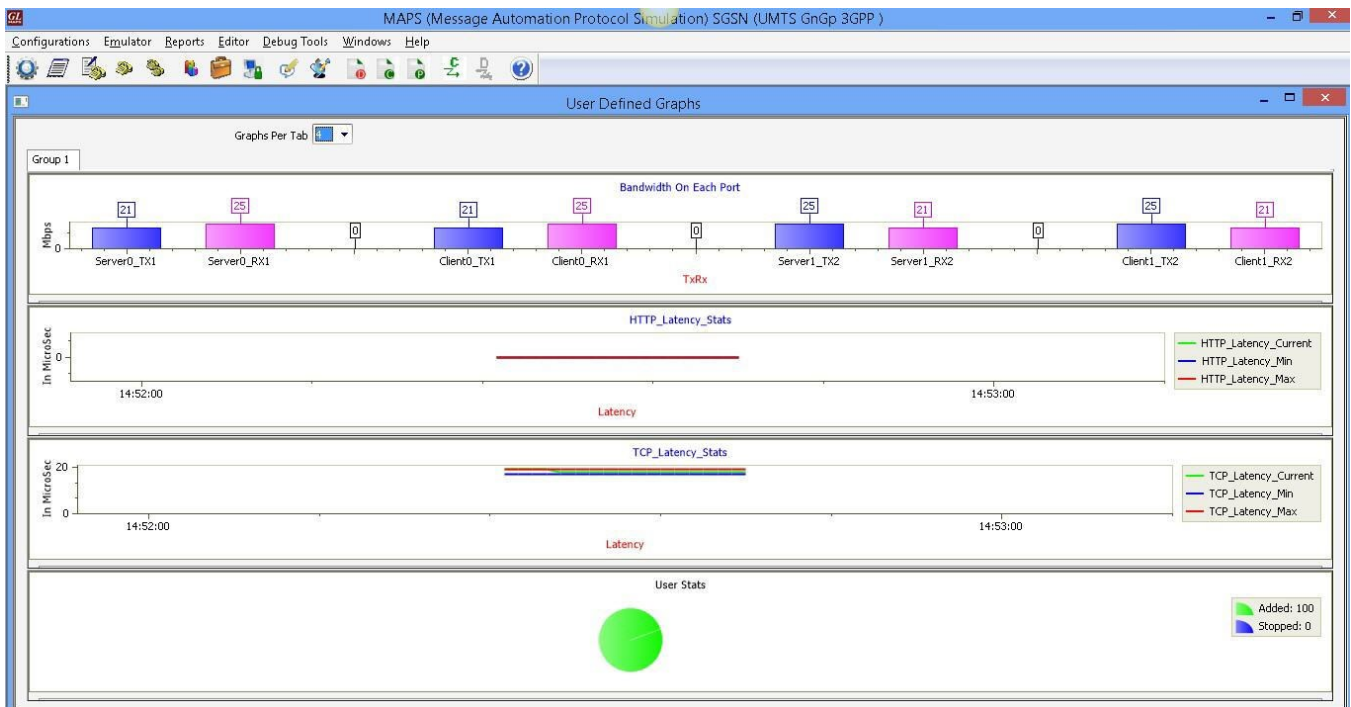 GL
MAPS
MAPS (Message Automation Protocol Simulation) SGSN (UMTS GnGp 3GPP )
Configurations Emulator Reports Editor Debug Tools Windows Help
User Defined Graphs
Graphs Per Tab 4
Group 1
Bandwidth On Each Port
21 25 0 21 25 0 25 21 0 25 21
Mbps
0
Server0_TX1 Server0_RX1 Client0_TX1 Client0_RX1 Server1_TX2 Server1_RX2 Client1_TX2 Client1_RX2
TxRx
HTTP_Latency_Stats
In MicroSec
0
HTTP_Latency_Current
HTTP_Latency_Min
HTTP_Latency_Max
14:52:00 14:53:00
Latency
TCP_Latency_Stats
In MicroSec
20
0
TCP_Latency_Current
TCP_Latency_Min
TCP_Latency_Max
14:52:00 14:53:00
Latency
User Stats
Added: 100
Stopped: 0